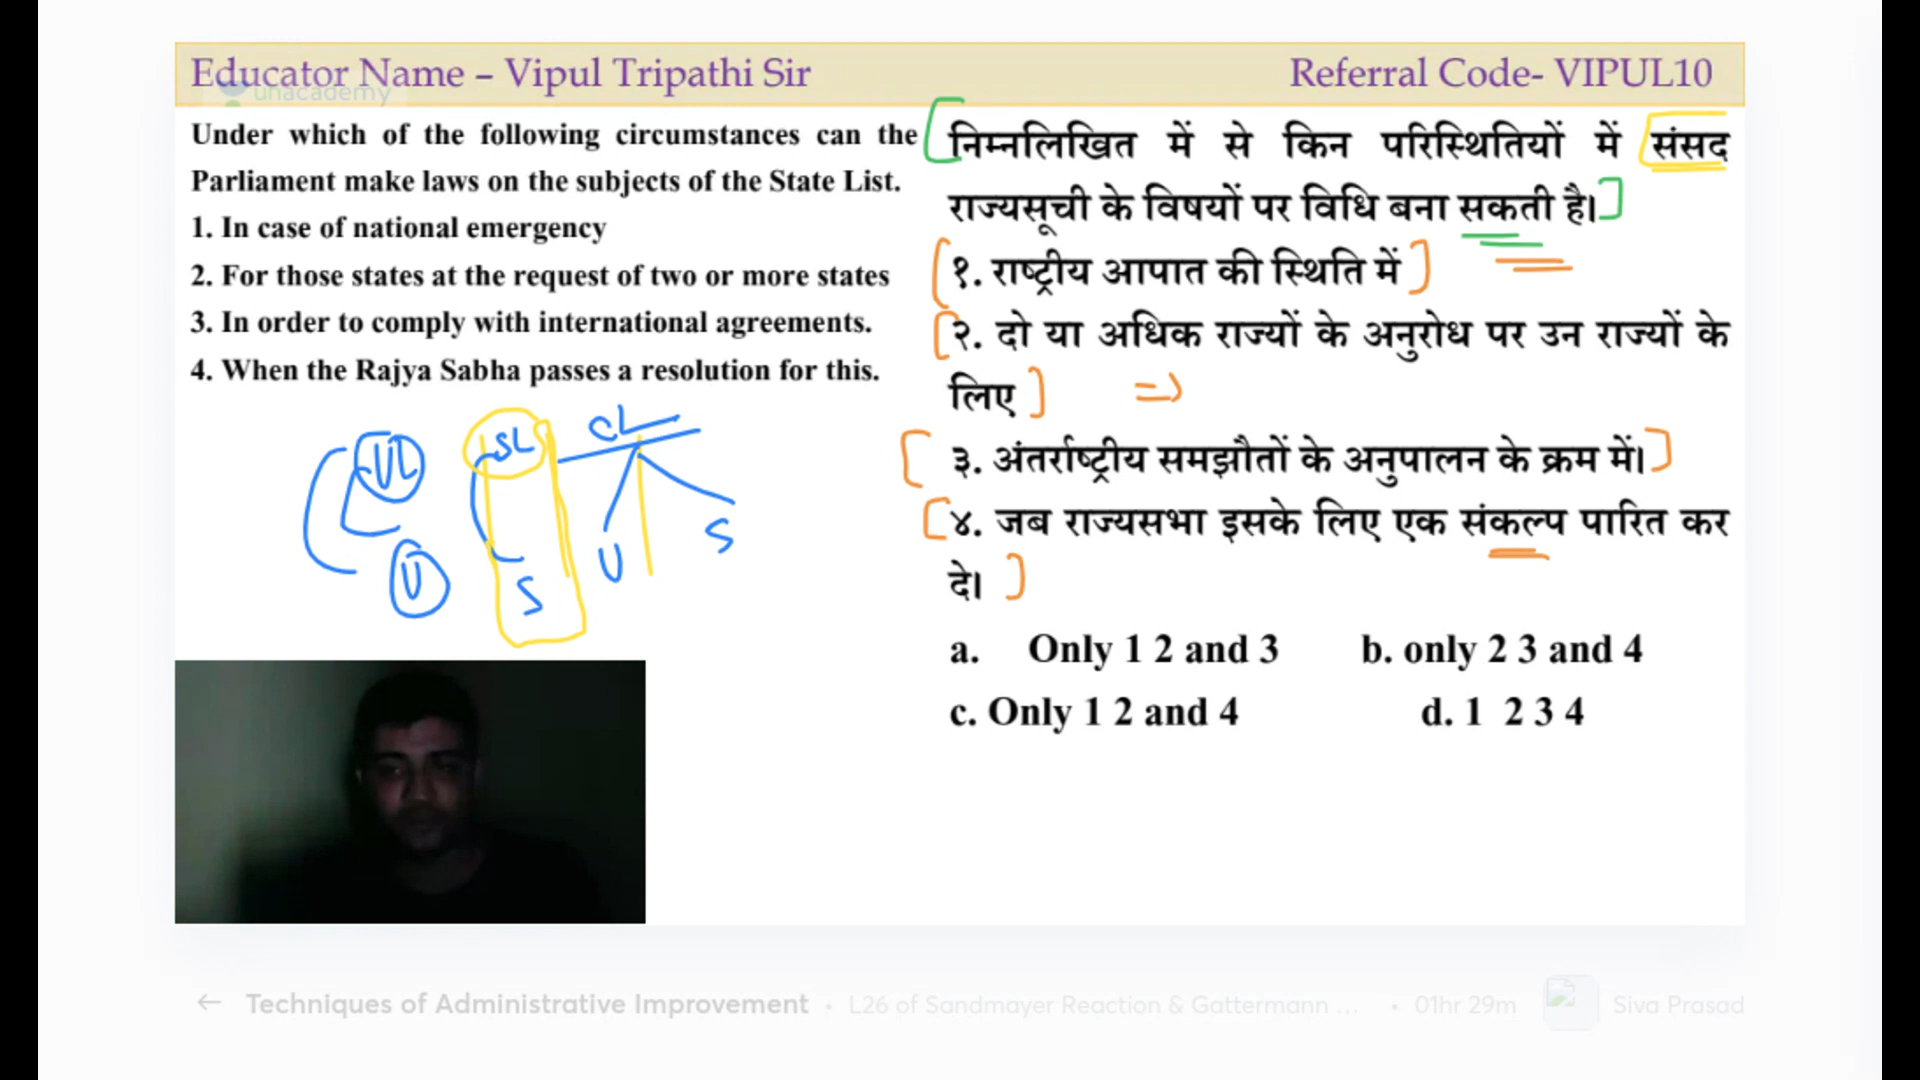 Educator Name – Vipul Tripathi Sir
Referral Code- VIPUL10
unacademy
Under which of the following circumstances can the
Parliament make laws on the subjects of the State List.
1. In case of national emergency
2. For those states at the request of two or more states
3. In order to comply with international agreements.
4. When the Rajya Sabha passes a resolution for this.
UL SL CL
U S U S
निम्नलिखित में से किन परिस्थितियों में संसद
राज्यसूची के विषयों पर विधि बना सकती है।
१. राष्ट्रीय आपात की स्थिति में
२. दो या अधिक राज्यों के अनुरोध पर उन राज्यों के
लिए
३. अंतर्राष्ट्रीय समझौतों के अनुपालन के क्रम में।
४. जब राज्यसभा इसके लिए एक संकल्प पारित कर
दे।
a. Only 1 2 and 3 b. only 2 3 and 4
c. Only 1 2 and 4 d. 1 2 3 4
← Techniques of Administrative Improvement • L26 of Sandmayer Reaction & Gattermann ... • 01hr 29m Siva Prasad